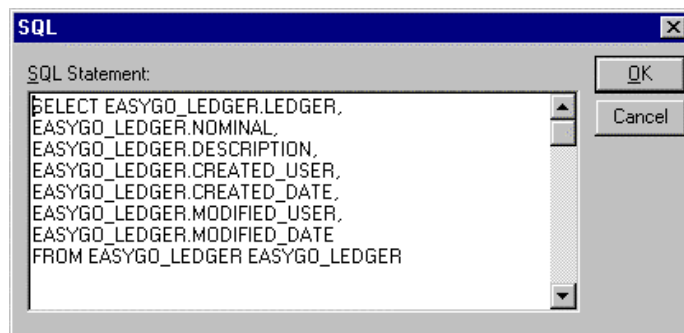 SQL
SQL Statement:
OK
SELECT EASYGO_LEDGER.LEDGER,
Cancel
EASYGO_LEDGER.NOMINAL,
EASYGO_LEDGER.DESCRIPTION,
EASYGO_LEDGER.CREATED_USER,
EASYGO_LEDGER.CREATED_DATE,
EASYGO_LEDGER.MODIFIED_USER,
EASYGO_LEDGER.MODIFIED_DATE
FROM EASYGO_LEDGER EASYGO_LEDGER